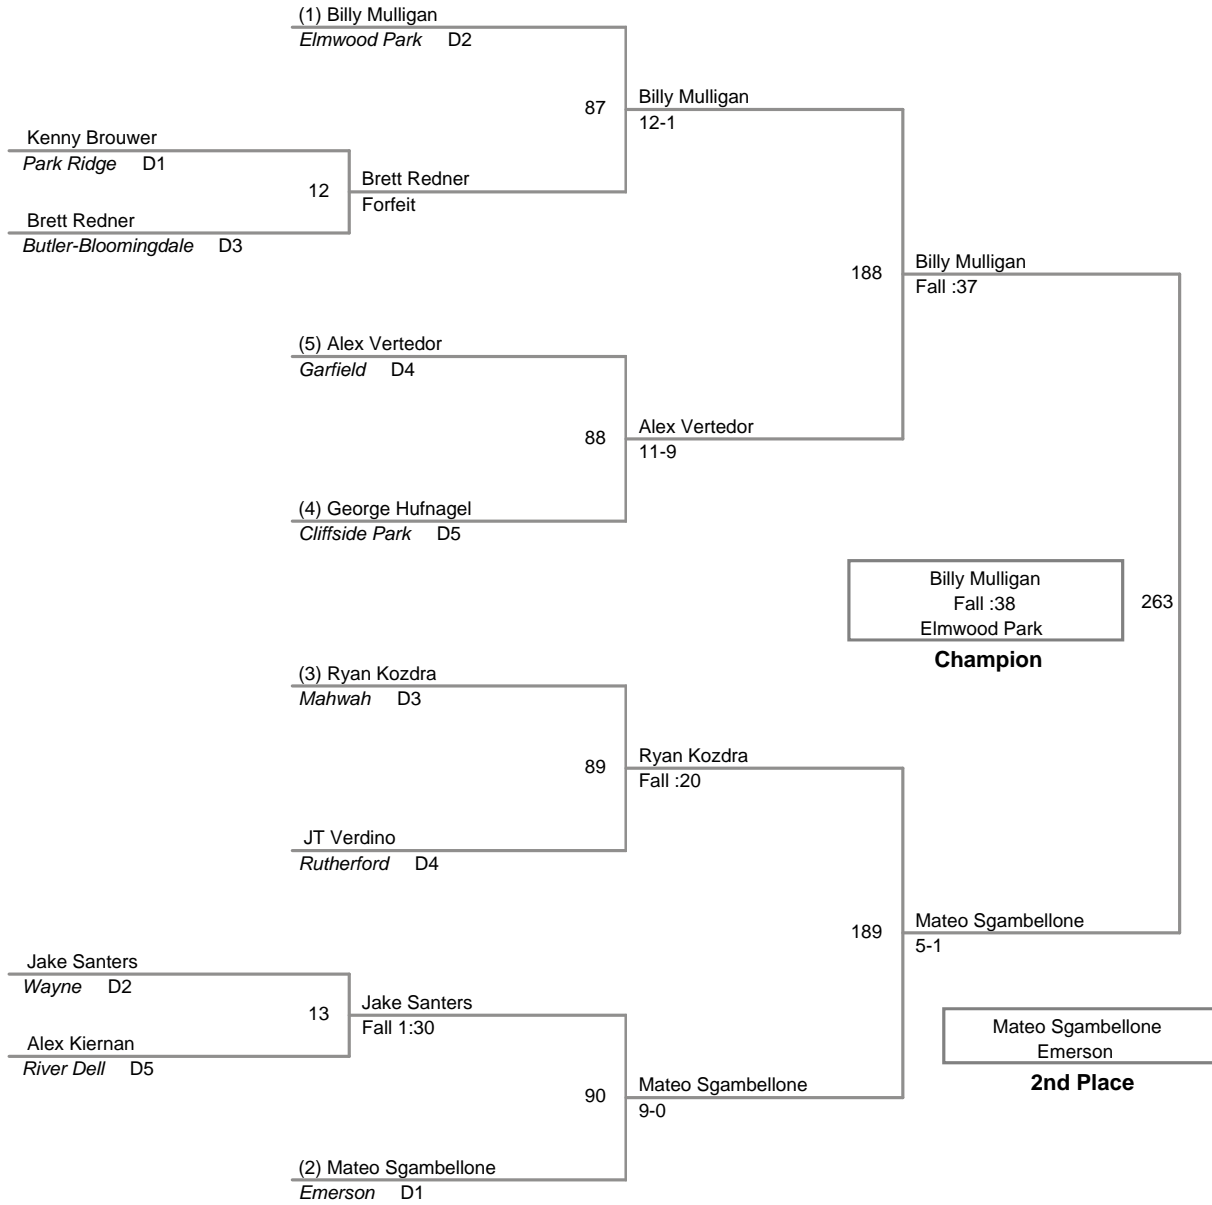 (1) Billy Mulligan
Elmwood Park D2
87
Billy Mulligan
12-1
Kenny Brouwer
Park Ridge D1
12
Brett Redner
Forfeit
Brett Redner
Butler-Bloomingdale D3
188
Billy Mulligan
Fall :37
(5) Alex Vertedor
Garfield D4
88
Alex Vertedor
11-9
(4) George Hufnagel
Cliffside Park D5
Billy Mulligan
Fall :38
Elmwood Park
Champion
263
(3) Ryan Kozdra
Mahwah D3
89
Ryan Kozdra
Fall :20
JT Verdino
Rutherford D4
189
Mateo Sgambellone
5-1
Jake Santers
Wayne D2
13
Jake Santers
Fall 1:30
Alex Kiernan
River Dell D5
Mateo Sgambellone
Emerson
2nd Place
90
Mateo Sgambellone
9-0
(2) Mateo Sgambellone
Emerson D1